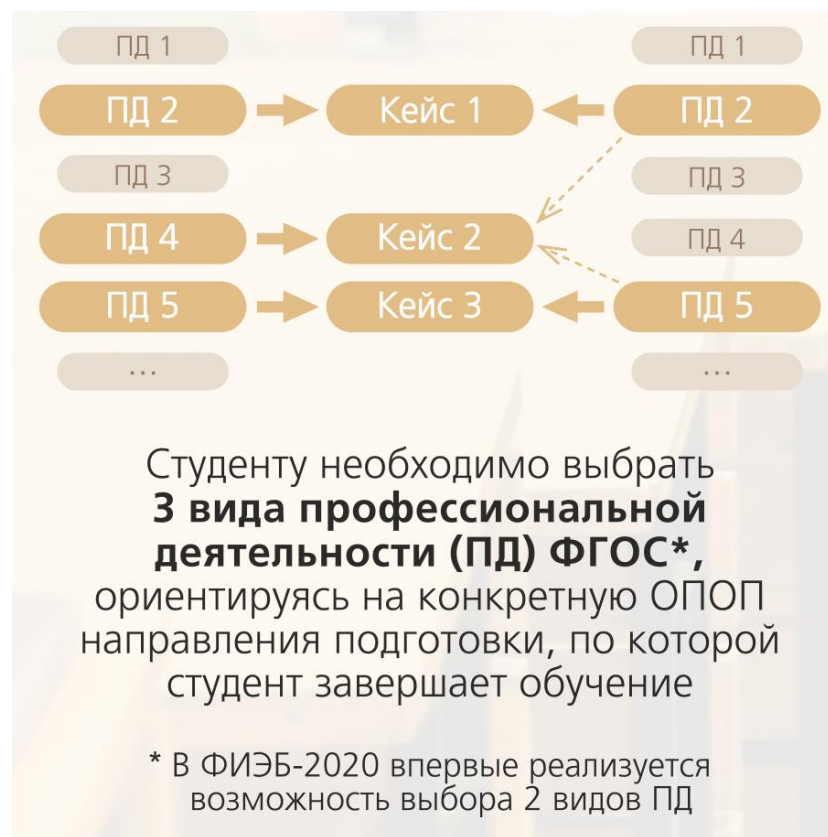 ПД 1
ПД 1
ПД 2
Кейс 1
ПД 2
ПД 3
ПД 3
ПД 4
Кейс 2
ПД 4
ПД 5
Кейс 3
ПД 5
...
...
Студенту необходимо выбрать
3 вида профессиональной
деятельности (ПД) ФГОС*,
ориентируясь на конкретную ОПОП
направления подготовки, по которой
студент завершает обучение
* В ФИЭБ-2020 впервые реализуется
возможность выбора 2 видов ПД